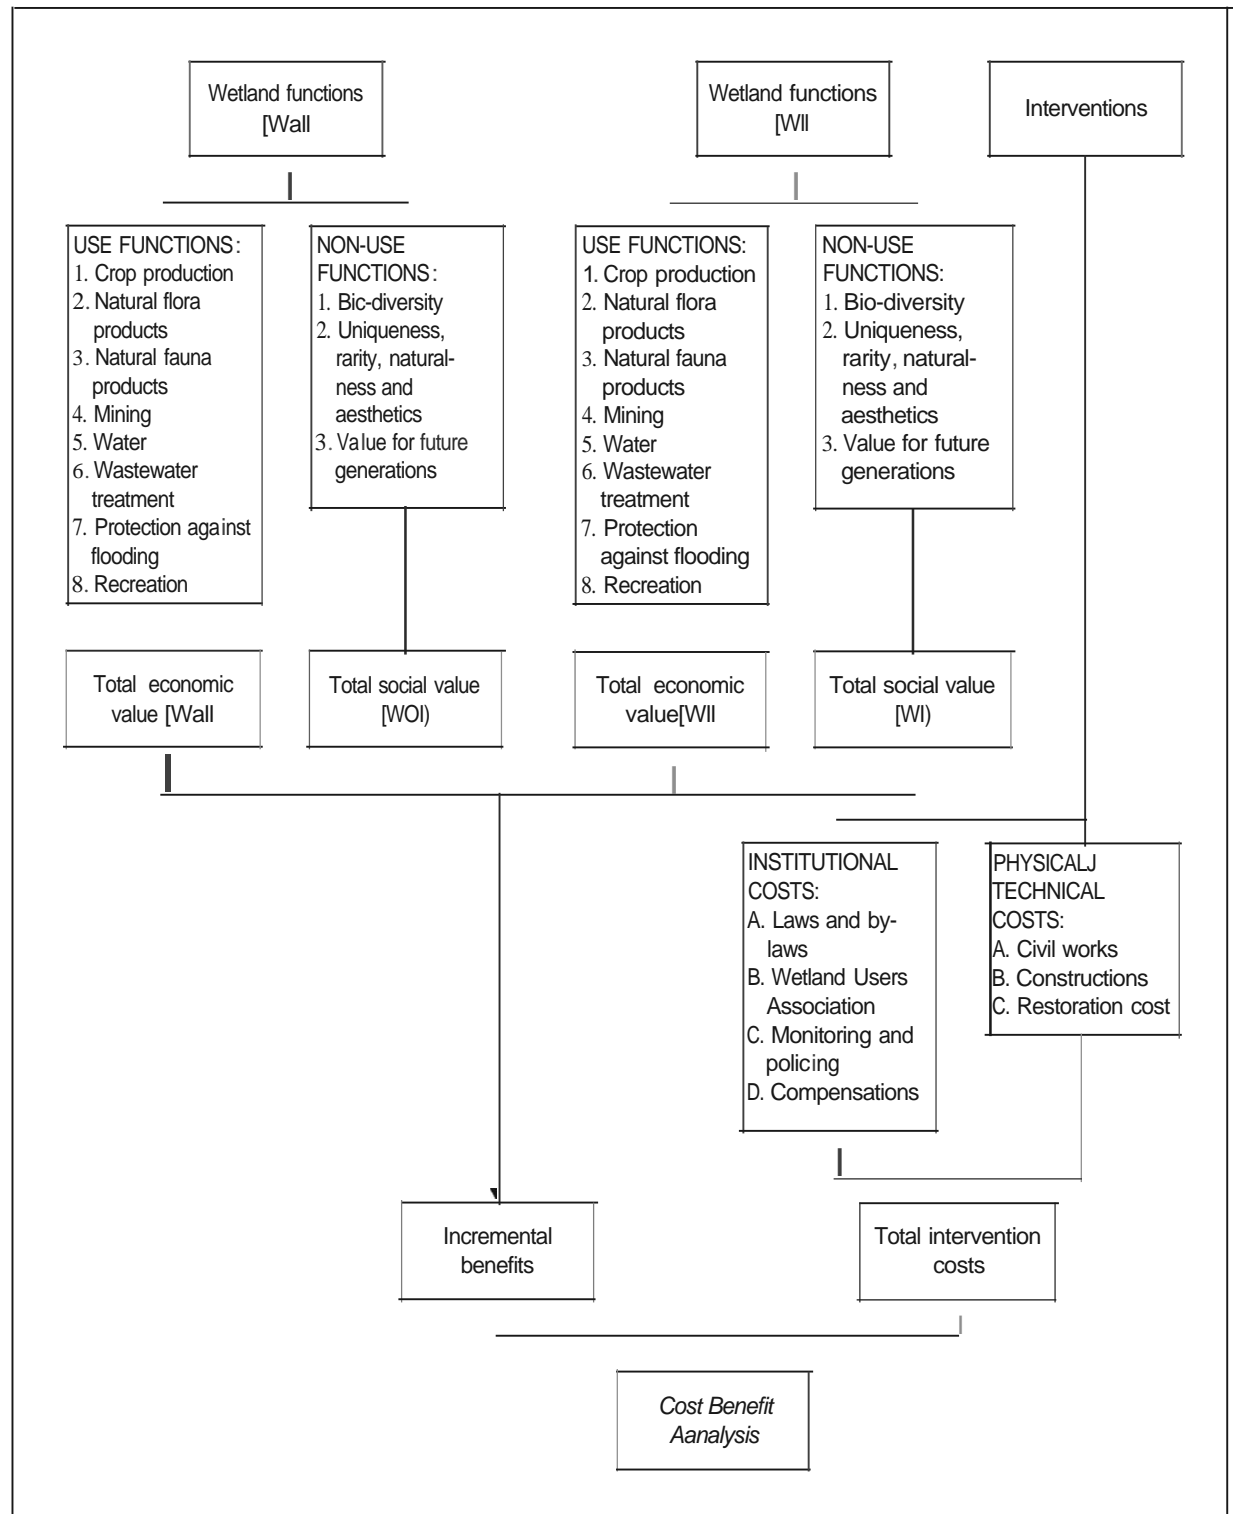 Wetland functions
[Wall
Wetland functions
[WII
Interventions
USE FUNCTIONS:
1. Crop production
2. Natural flora
products
3. Natural fauna
products
4. Mining
5. Water
6. Wastewater
treatment
7. Protection against
flooding
8. Recreation
NON-USE
FUNCTIONS:
1. Bic-diversity
2. Uniqueness,
rarity, natural-
ness and
aesthetics
3. Value for future
generations
USE FUNCTIONS:
1. Crop production
2. Natural flora
products
3. Natural fauna
products
4. Mining
5. Water
6. Wastewater
treatment
7. Protection
against flooding
8. Recreation
NON-USE
FUNCTIONS:
1. Bio-diversity
2. Uniqueness,
rarity, natural-
ness and
aesthetics
3. Value for future
generations
Total economic
value [Wall
Total social value
[WOI)
Total economic
value[WII
Total social value
[WI)
INSTITUTIONAL
COSTS:
A. Laws and by-
laws
B. Wetland Users
Association
C. Monitoring and
policing
D. Compensations
PHYSICALJ
TECHNICAL
COSTS:
A. Civil works
B. Constructions
C. Restoration cost
Incremental
benefits
Total intervention
costs
Cost Benefit
Aanalysis